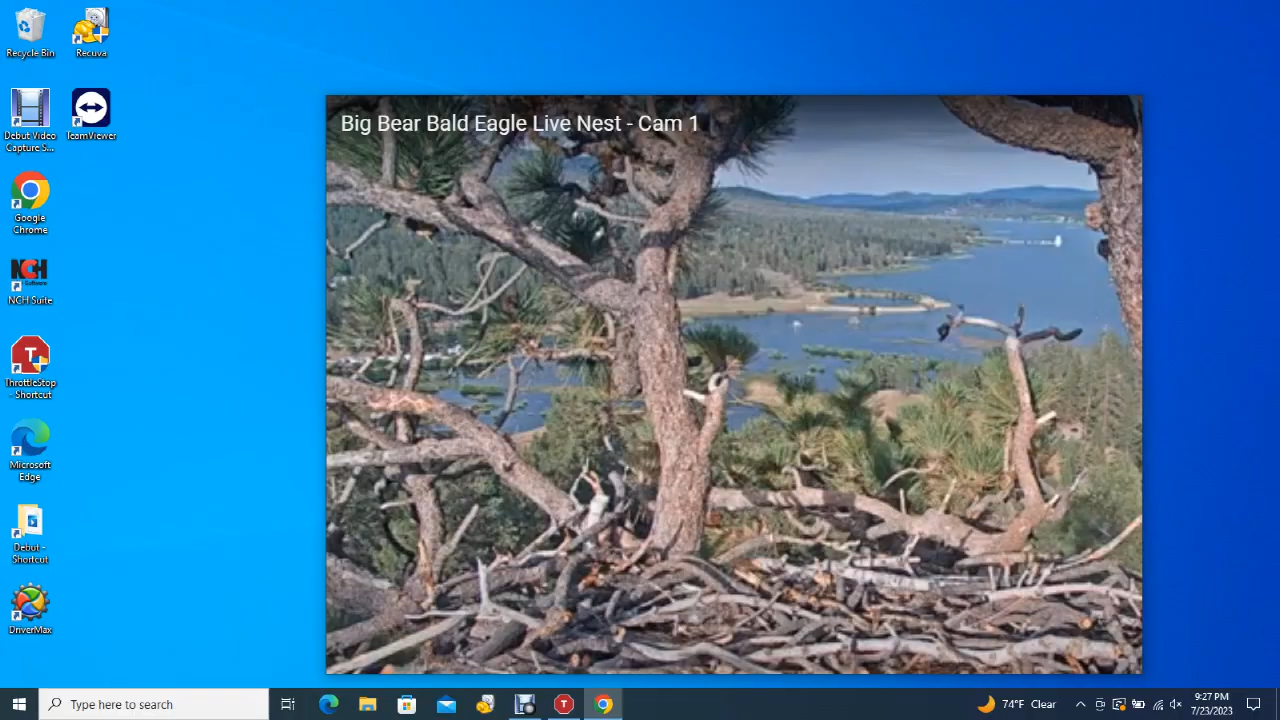 Recycle Bin
Recuva
Debut Video
Capture S...
TeamViewer
Google
Chrome
NCH
Software
NCH Suite
T
ThrottleStop
- Shortcut
Microsoft
Edge
Debut -
Shortcut
DriverMax
Big Bear Bald Eagle Live Nest - Cam 1
Type here to search
T
74°F Clear
9:27 PM
7/23/2023